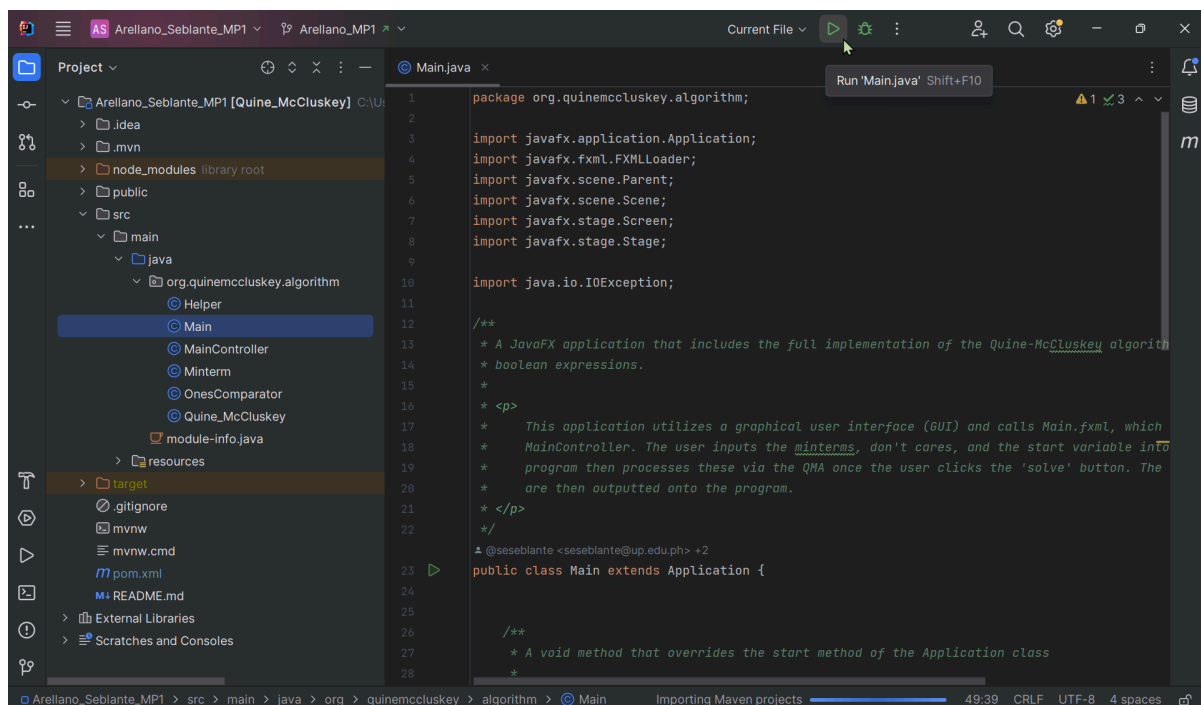 AS Arellano_Seblante_MP1 Arellano_MP1 Current File
Project
Main.java
Run 'Main.java' Shift+F10
Arellano_Seblante_MP1 [Quine_McCluskey] C:\U
.idea
.mvn
node_modules library root
public
src
main
java
org.quinemccluskey.algorithm
Helper
Main
MainController
Minterm
OnesComparator
Quine_McCluskey
module-info.java
resources
target
.gitignore
mvnw
mvnw.cmd
m pom.xml
M↓ README.md
External Libraries
Scratches and Consoles
1 package org.quinemccluskey.algorithm;
1 3
2
3 import javafx.application.Application;
4 import javafx.fxml.FXMLLoader;
5 import javafx.scene.Parent;
6 import javafx.scene.Scene;
7 import javafx.stage.Screen;
8 import javafx.stage.Stage;
9
10 import java.io.IOException;
11
12 /**
13 * A JavaFX application that includes the full implementation of the Quine-McCluskey algorith
14 * boolean expressions.
15 *
16 * <p>
17 * This application utilizes a graphical user interface (GUI) and calls Main.fxml, which
18 * MainController. The user inputs the minterms, don't cares, and the start variable into
19 * program then processes these via the QMA once the user clicks the 'solve' button. The
20 * are then outputted onto the program.
21 * </p>
22 */
@seseblante <seseblante@up.edu.ph> +2
23 public class Main extends Application {
24
25
26 /**
27 * A void method that overrides the start method of the Application class
28 *
m
Arellano_Seblante_MP1 > src > main > java > org > quinemccluskey > algorithm > Main Importing Maven projects 49:39 CRLF UTF-8 4 spaces